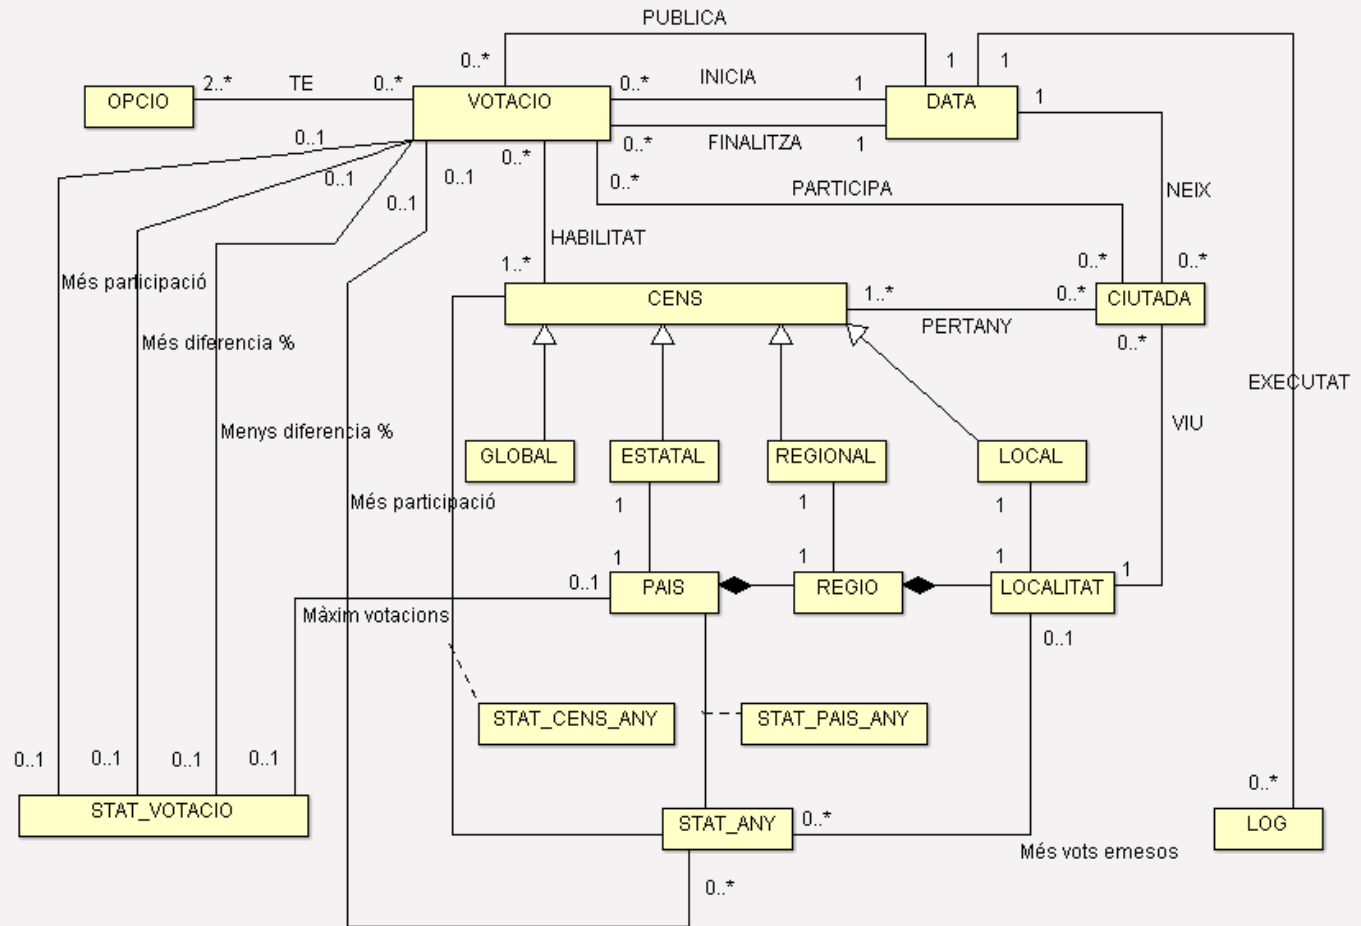 PUBLICA
0..*
1
1
2..*
TE
0..*
0..*
INICIA
1
OPCIO
VOTACIO
DATA
1
0..1
0..*
0..*
FINALITZA
1
0..1
0..1
0..*
PARTICIPA
NEIX
0..1
HABILITAT
Més participació
1..*
0..*
0..*
CENS
1..*
0..*
CIUTADA
PERTANY
Més diferencia %
0..*
EXECUTAT
VIU
Menys diferencia %
GLOBAL
ESTATAL
REGIONAL
LOCAL
Més participació
1
1
1
1
1
1
1
0..1
PAIS
REGIO
LOCALITAT
Màxim votacions
0..1
STAT_CENS_ANY
STAT_PAIS_ANY
0..1
0..1
0..1
0..1
0..*
STAT_VOTACIO
STAT_ANY
0..*
LOG
Més vots emesos
0..*